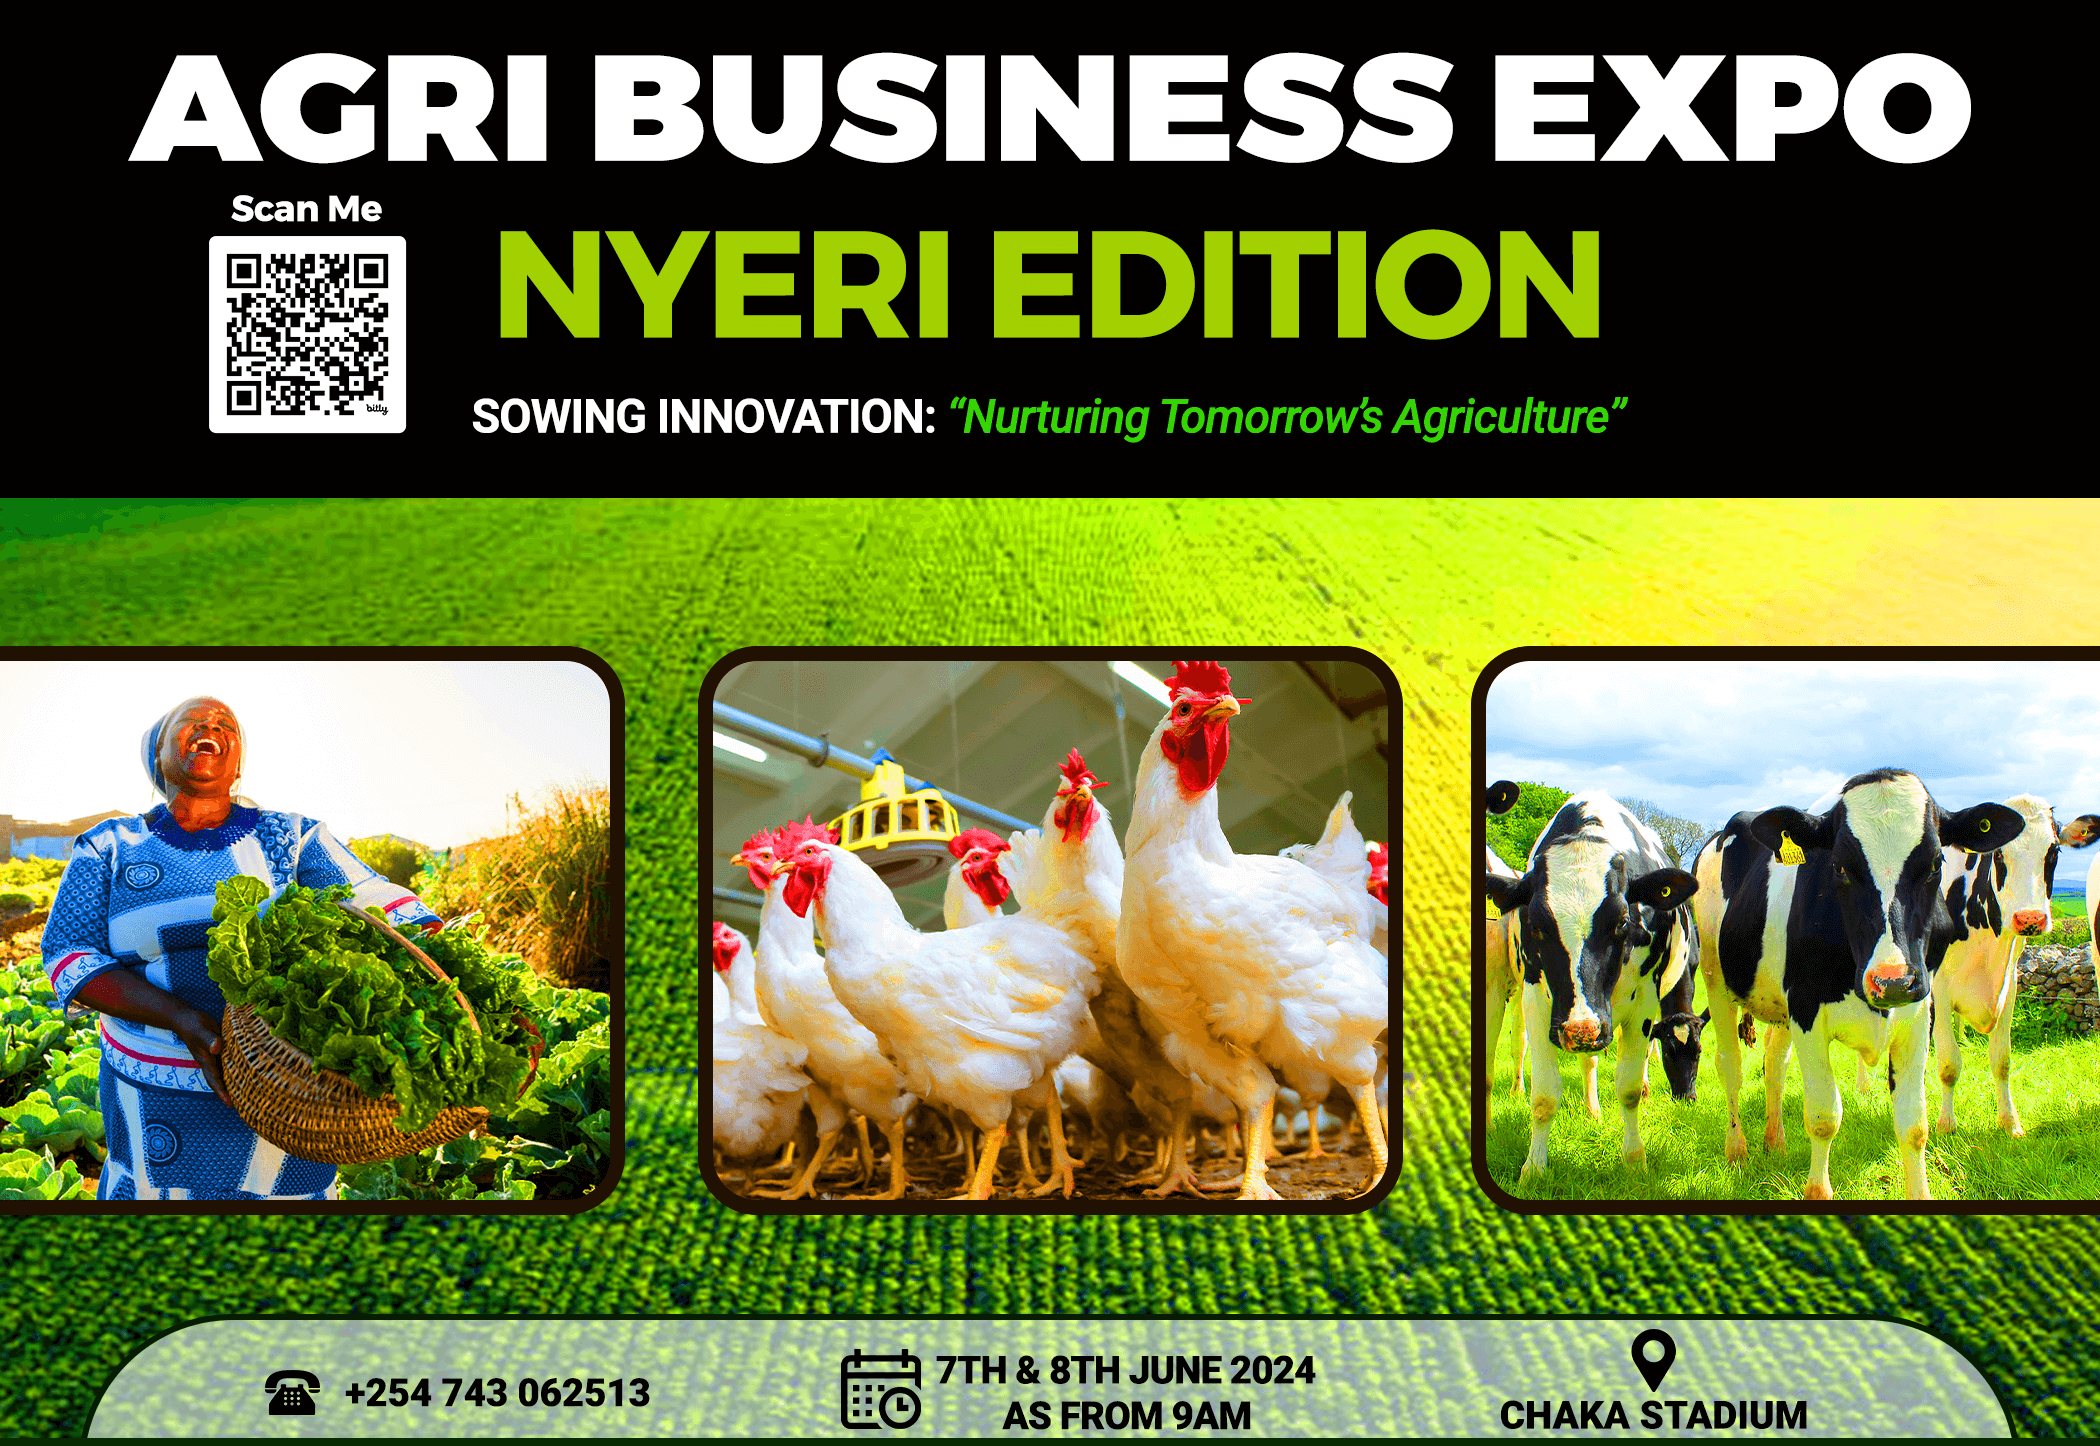 AGRI BUSINESS EXPO
Scan Me
NYERI EDITION
bitly
SOWING INNOVATION: “Nurturing Tomorrow’s Agriculture”
+254 743 062513
7TH & 8TH JUNE 2024
AS FROM 9AM
CHAKA STADIUM